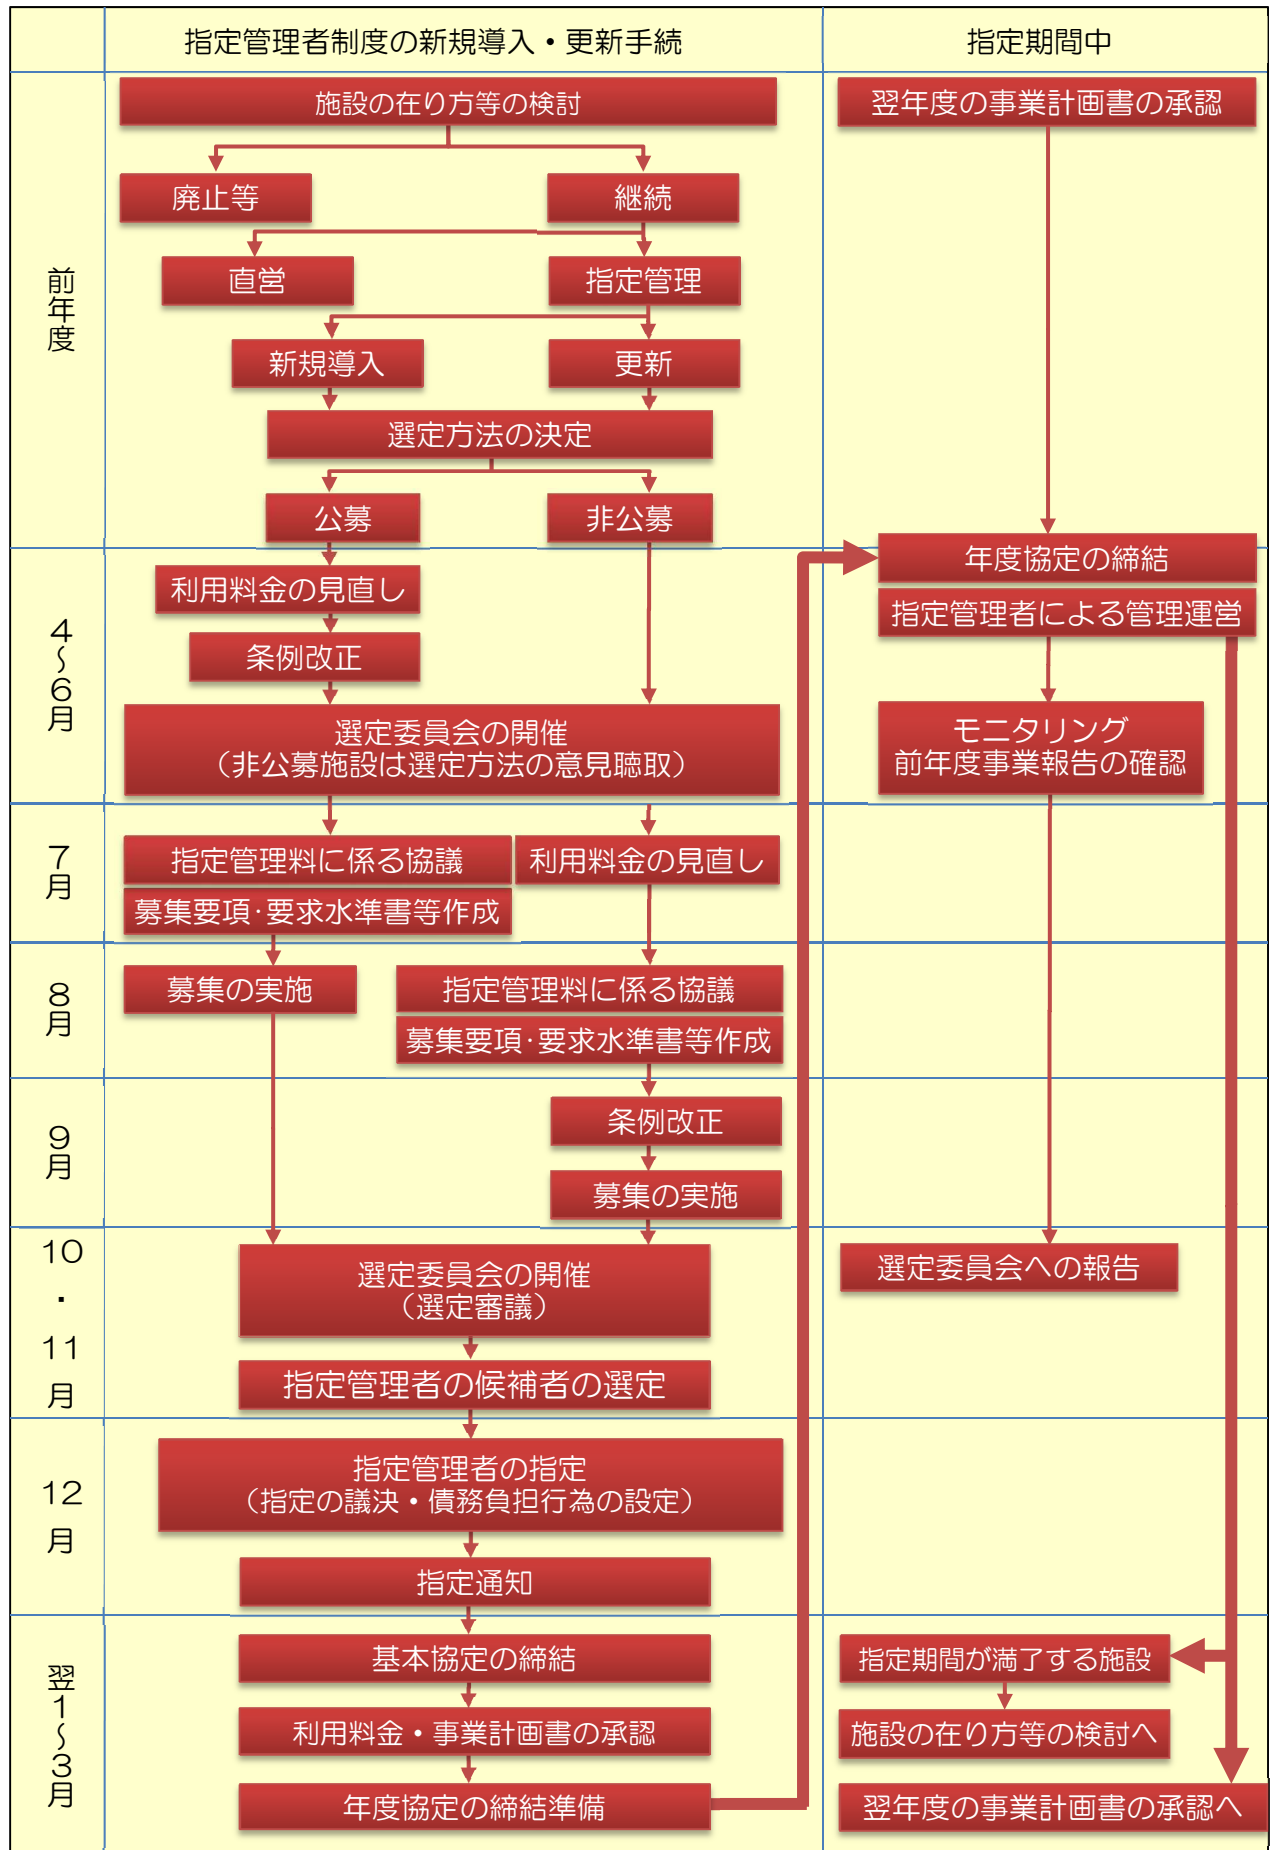 指定管理者制度の新規導入・更新手続
指定期間中
前年度
施設の在り方等の検討
廃止等
継続
直営
指定管理
新規導入
更新
選定方法の決定
公募
非公募
翌年度の事業計画書の承認
4～6月
利用料金の見直し
条例改正
選定委員会の開催
（非公募施設は選定方法の意見聴取）
年度協定の締結
指定管理者による管理運営
モニタリング
前年度事業報告の確認
7月
指定管理料に係る協議
募集要項・要求水準書等作成
利用料金の見直し
8月
募集の実施
指定管理料に係る協議
募集要項・要求水準書等作成
9月
条例改正
募集の実施
10・11月
選定委員会の開催
（選定審議）
指定管理者の候補者の選定
選定委員会への報告
12月
指定管理者の指定
（指定の議決・債務負担行為の設定）
指定通知
翌1～3月
基本協定の締結
利用料金・事業計画書の承認
年度協定の締結準備
指定期間が満了する施設
施設の在り方等の検討へ
翌年度の事業計画書の承認へ